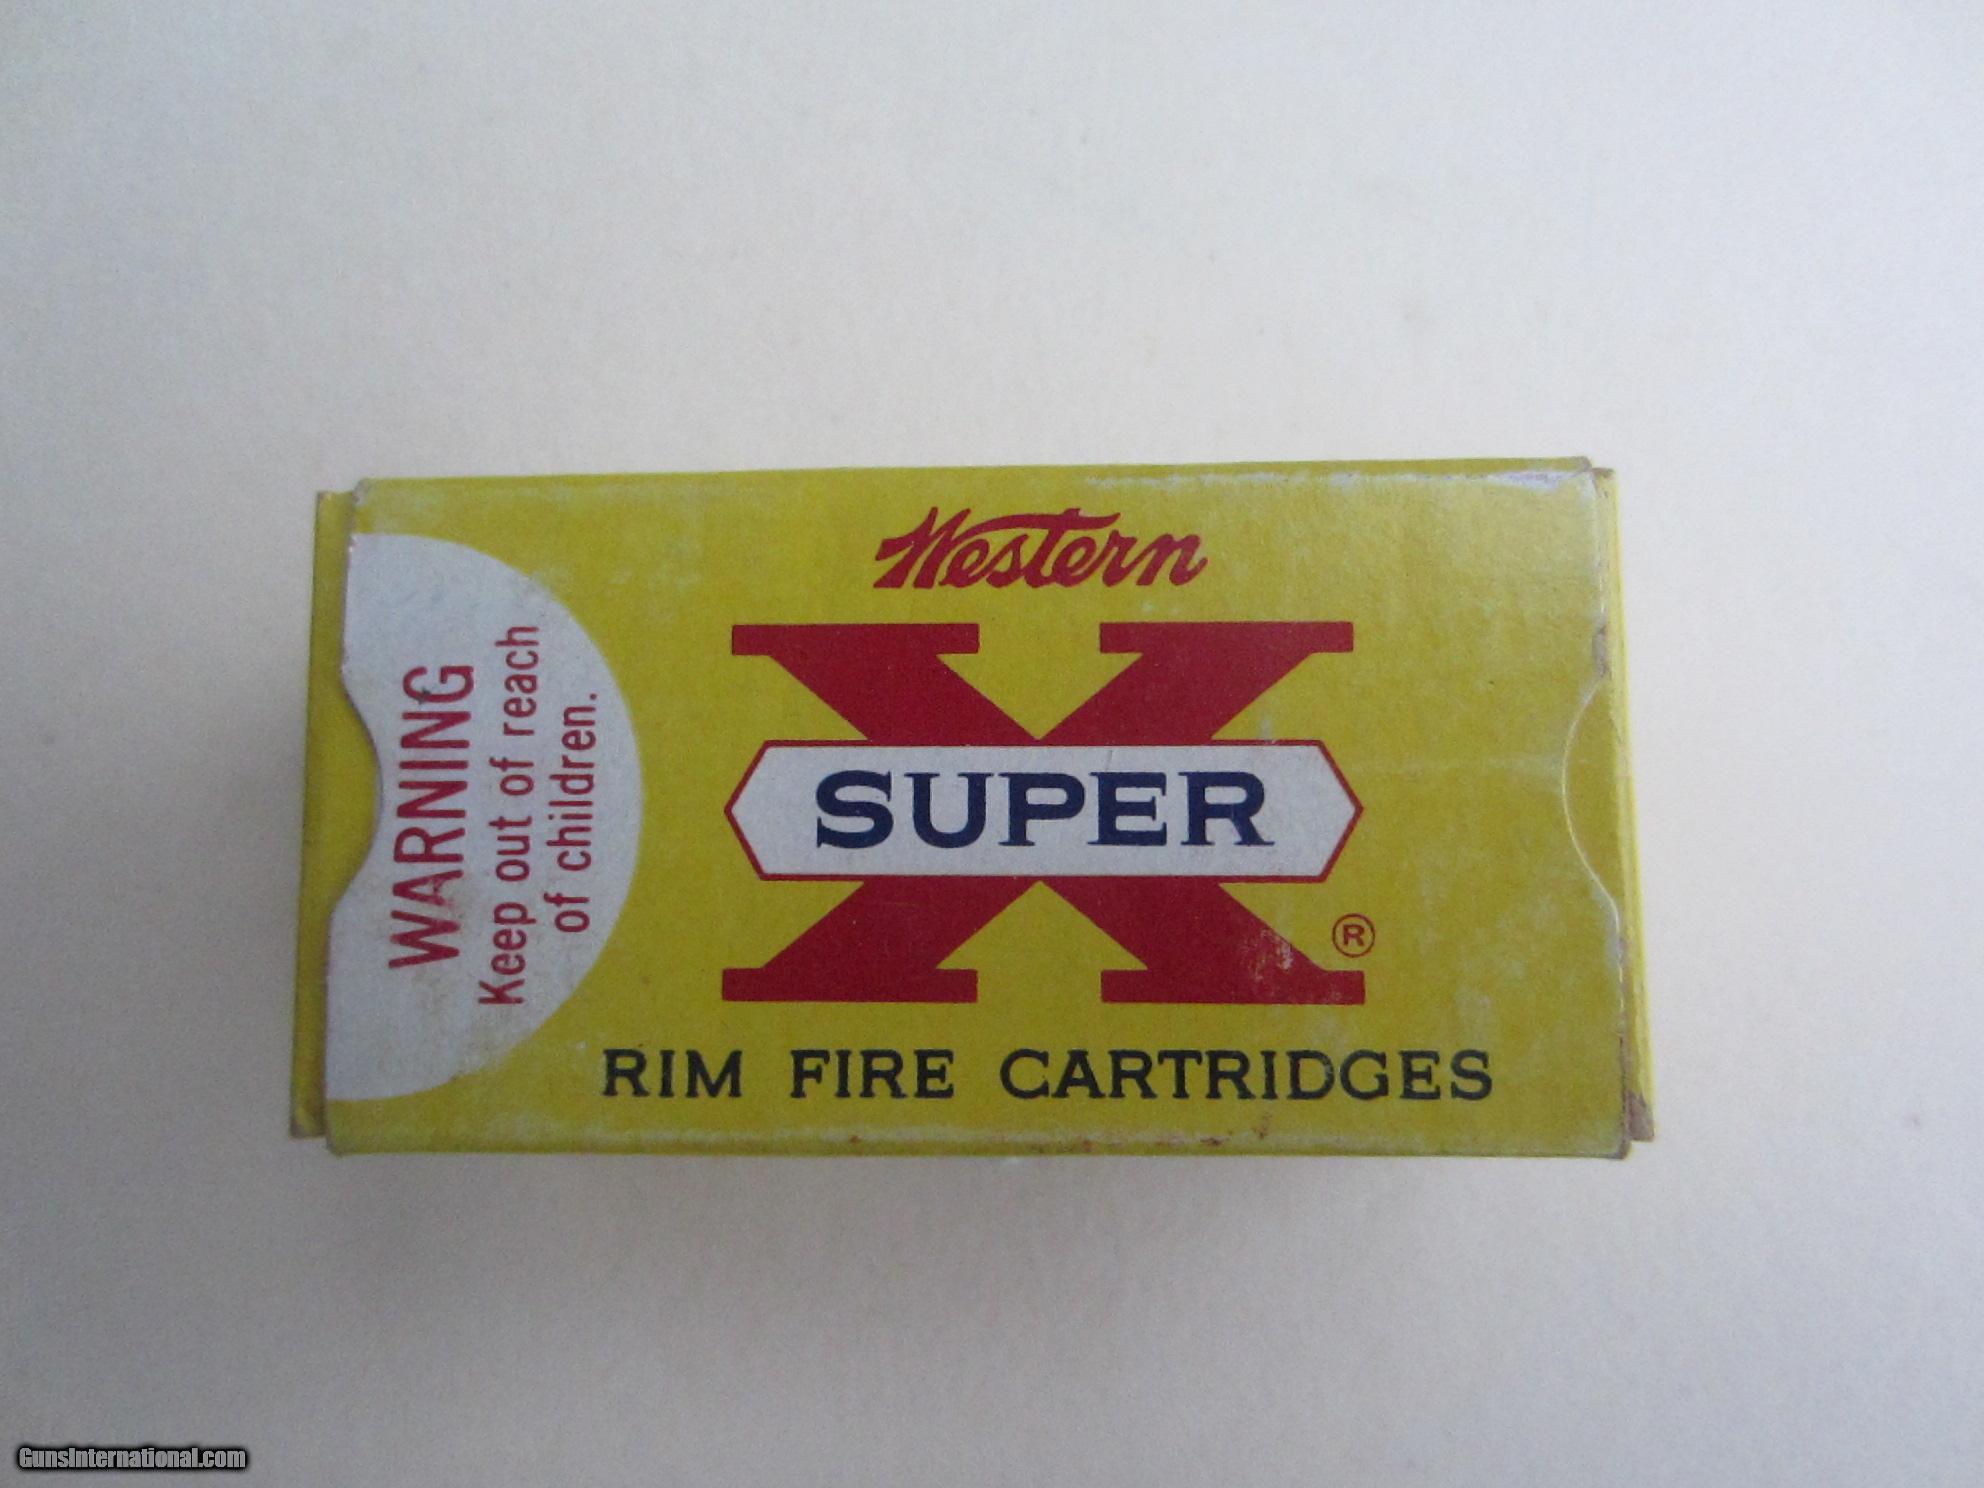 Western
X
SUPER
®
RIM FIRE CARTRIDGES
WARNING
Keep out of reach
of children.
GunsInternational.com